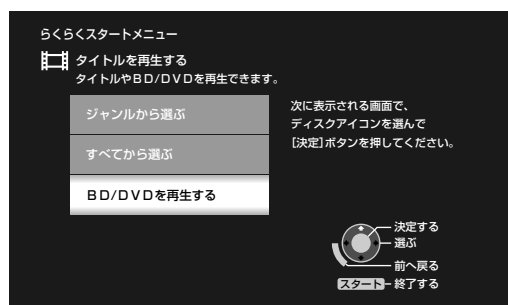 らくらくスタートメニュー
タイトルを再生する
タイトルやBD/DVDを再生できます。
ジャンルから選ぶ
すべてから選ぶ
BD/DVDを再生する
次に表示される画面で、
ディスクアイコンを選んで
[決定]ボタンを押してください。
決定する
選ぶ
前へ戻る
スタート 終了する